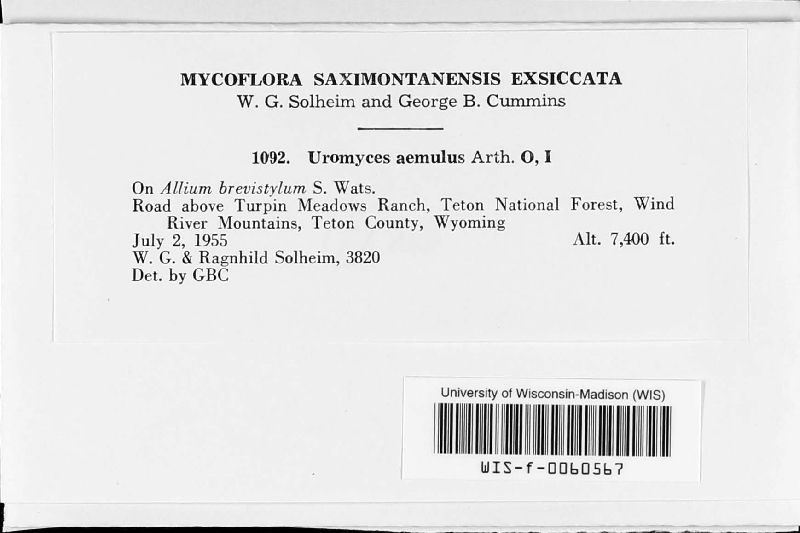 MYCOFLORA SAXIMONTANENSIS EXSICCATA
W. G. Solheim and George B. Cummins
1092. Uromyces aemulus Arth. O, I
On Allium brevistylum S. Wats.
Road above Turpin Meadows Ranch, Teton National Forest, Wind
River Mountains, Teton County, Wyoming
July 2, 1955 Alt. 7,400 ft.
W. G. & Ragnhild Solheim, 3820
Det. by GBC
University of Wisconsin-Madison (WIS)
WIS-f-0060567